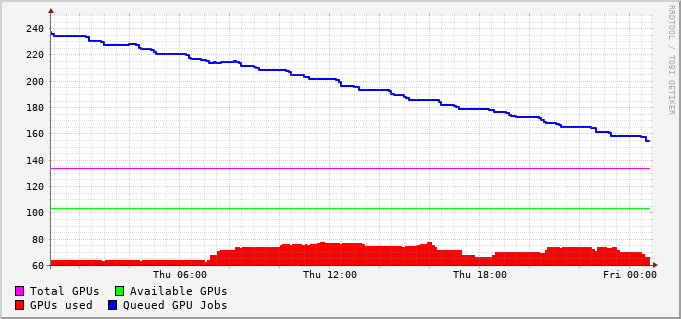 240
220
200
180
160
140
120
100
80
60
Thu 06:00 Thu 12:00 Thu 18:00 Fri 00:00
Total GPUs Available GPUs
GPUs used Queued GPU Jobs
RRDTOOL / TOBI OETIKER